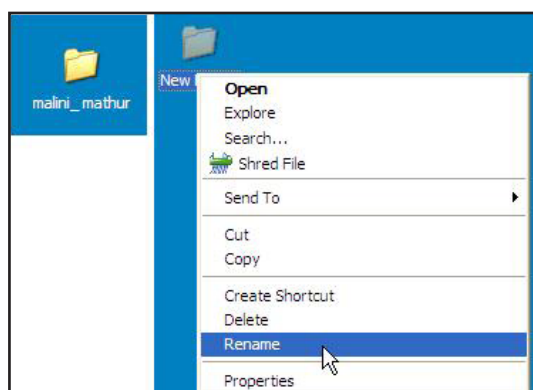 malini_mathur
New
Open
Explore
Search...
Shred File
Send To
Cut
Copy
Create Shortcut
Delete
Rename
Properties